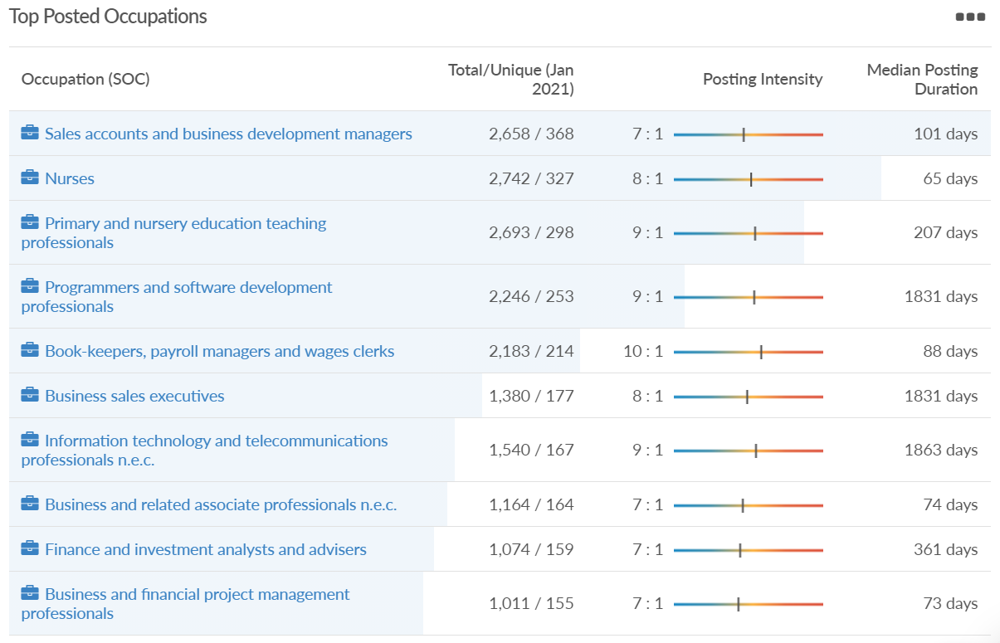 Top Posted Occupations
Occupation (SOC)
Total/Unique (Jan
2021)
Posting Intensity
Median Posting
Duration
Sales accounts and business development managers 2,658 / 368 7 : 1 101 days
Nurses 2,742 / 327 8 : 1 65 days
Primary and nursery education teaching
professionals
2,693 / 298 9 : 1 207 days
Programmers and software development
professionals
2,246 / 253 9 : 1 1831 days
Book-keepers, payroll managers and wages clerks 2,183 / 214 10 : 1 88 days
Business sales executives 1,380 / 177 8 : 1 1831 days
Information technology and telecommunications
professionals n.e.c.
1,540 / 167 9 : 1 1863 days
Business and related associate professionals n.e.c. 1,164 / 164 7 : 1 74 days
Finance and investment analysts and advisers 1,074 / 159 7 : 1 361 days
Business and financial project management
professionals
1,011 / 155 7 : 1 73 days